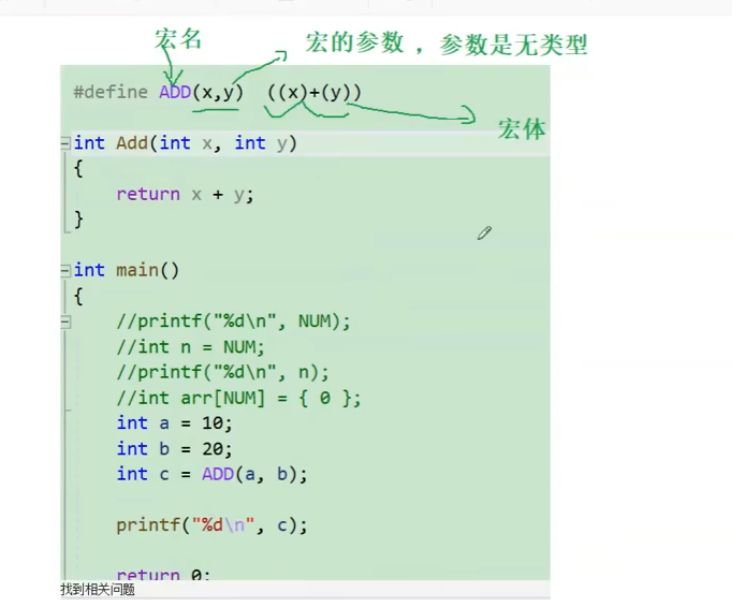 宏名
宏的参数 ，参数是无类型
#define ADD(x,y) ((x)+(y))
宏体
int Add(int x, int y)
{
return x + y;
}
int main()
{
//printf("%d\n", NUM);
//int n = NUM;
//printf("%d\n", n);
//int arr[NUM] = { 0 };
int a = 10;
int b = 20;
int c = ADD(a, b);
printf("%d\n", c);
return 0;
找到相关问题